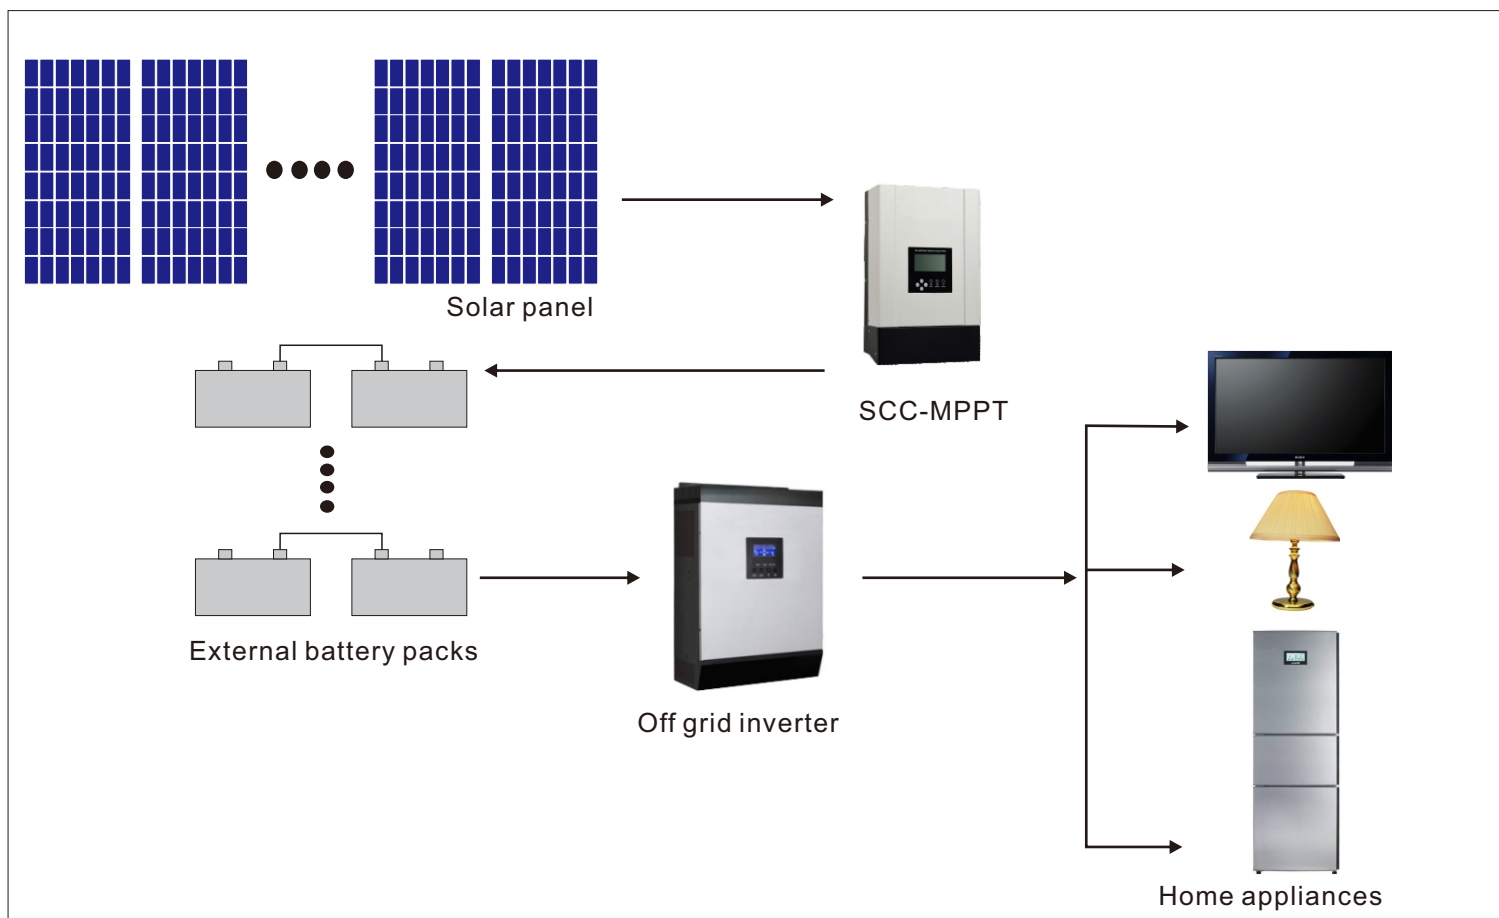 Solar panel
SCC-MPPT
External battery packs
Off grid inverter
Home appliances